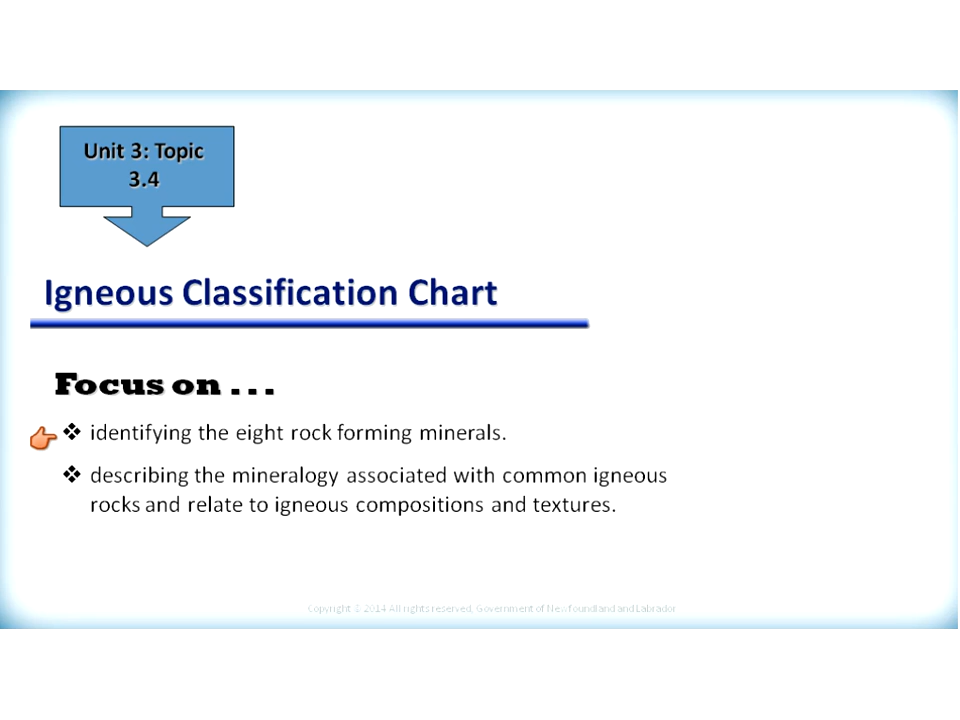 Unit 3: Topic
3.4
Igneous Classification Chart
Focus on . . .
❖ identifying the eight rock forming minerals.
❖ describing the mineralogy associated with common igneous
rocks and relate to igneous compositions and textures.
Copyright © 2014 All rights reserved, Government of Newfoundland and Labrador